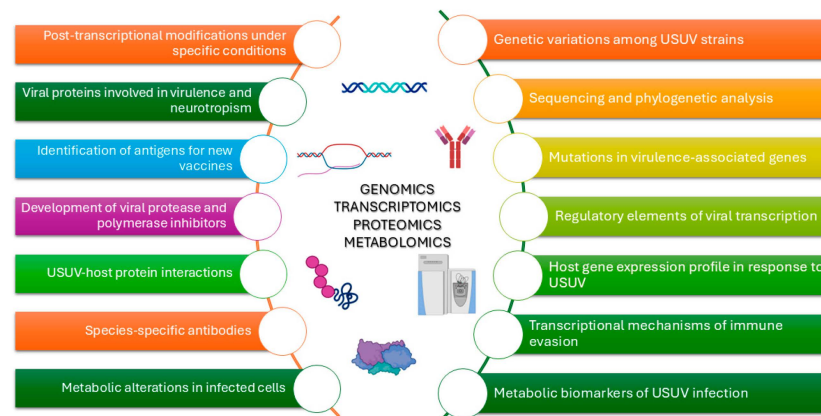 Post-transcriptional modifications under
specific conditions
Viral proteins involved in virulence and
neurotropism
Identification of antigens for new
vaccines
Development of viral protease and
polymerase inhibitors
USUV-host protein interactions
Species-specific antibodies
Metabolic alterations in infected cells
GENOMICS
TRANSCRIPTOMICS
PROTEOMICS
METABOLOMICS
Genetic variations among USUV strains
Sequencing and phylogenetic analysis
Mutations in virulence-associated genes
Regulatory elements of viral transcription
Host gene expression profile in response to
USUV
Transcriptional mechanisms of immune
evasion
Metabolic biomarkers of USUV infection